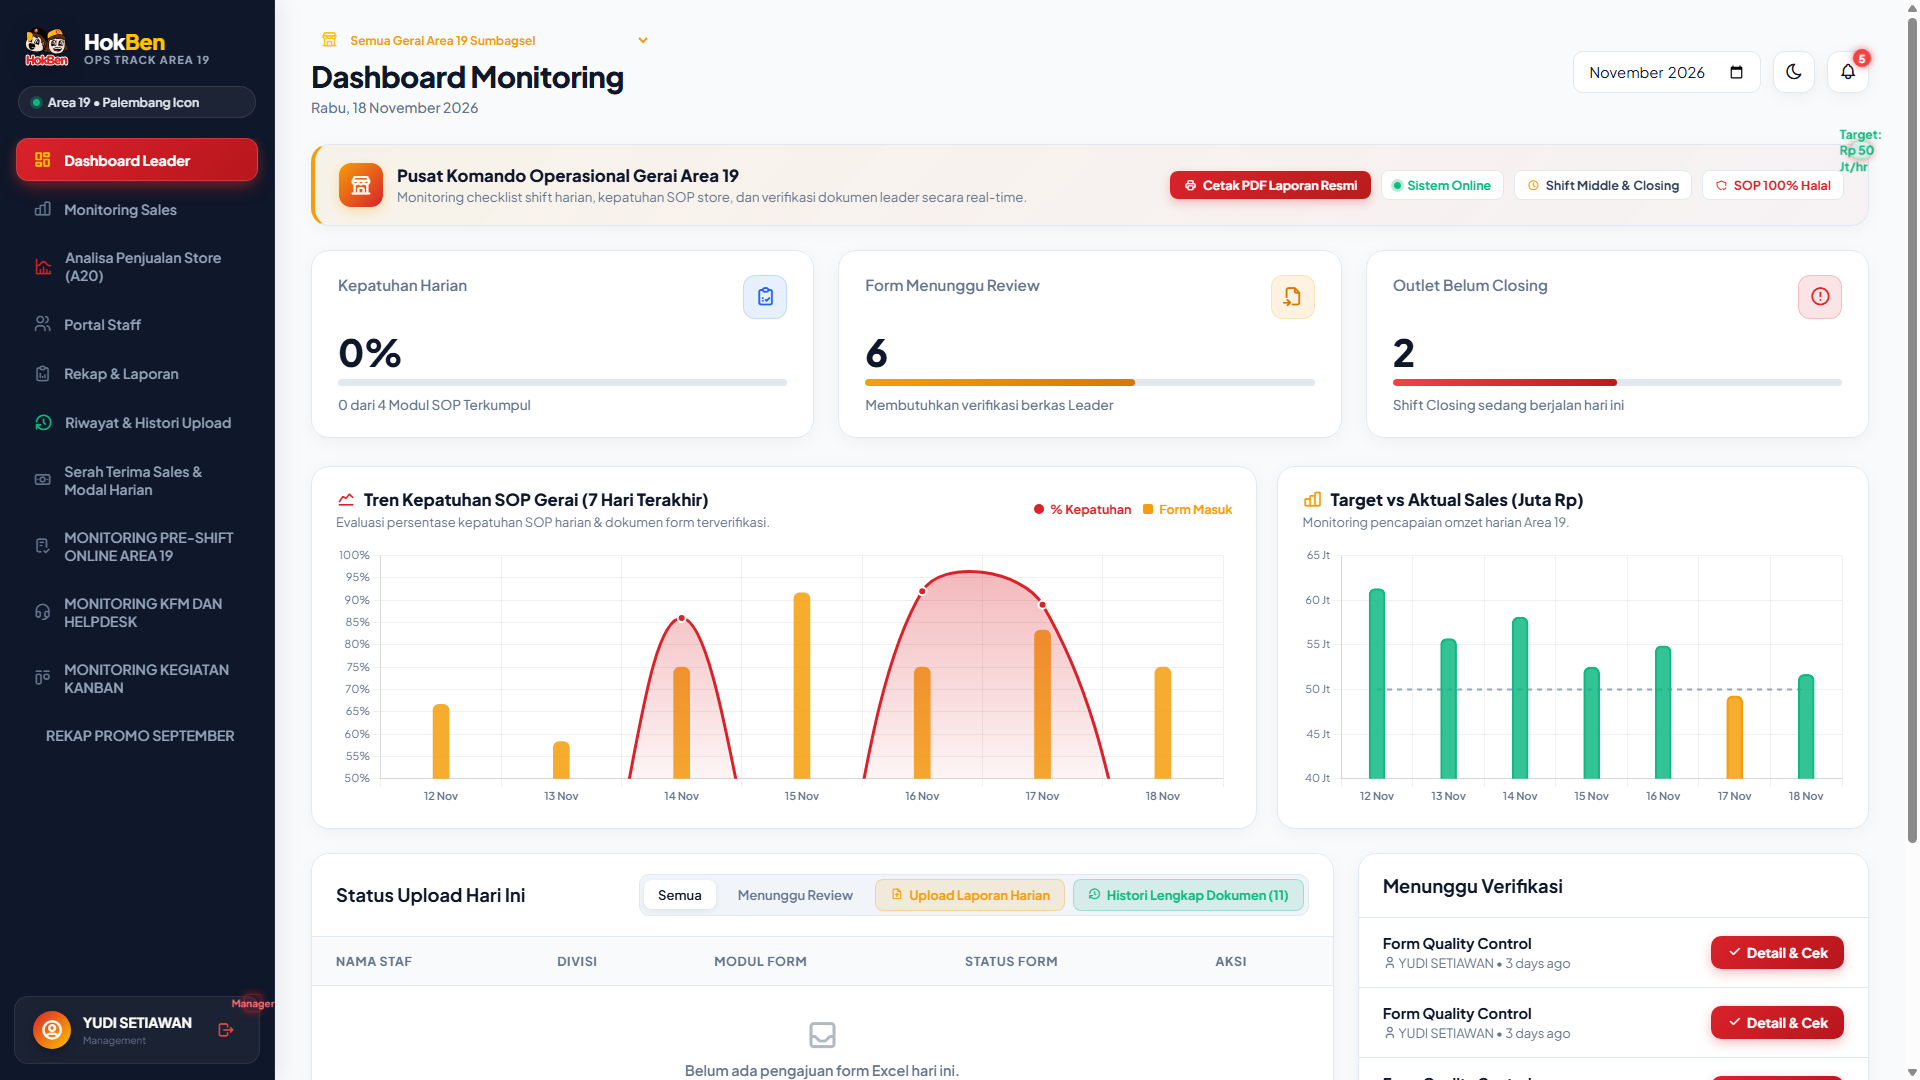 HokBen
HokBen
OPS TRACK AREA 19
Area 19 • Palembang Icon
Dashboard Leader
Monitoring Sales
Analisa Penjualan Store
(A20)
Portal Staff
Rekap & Laporan
Riwayat & Histori Upload
Serah Terima Sales &
Modal Harian
MONITORING PRE-SHIFT
ONLINE AREA 19
MONITORING KFM DAN
HELPDESK
MONITORING KEGIATAN
KANBAN
REKAP PROMO SEPTEMBER
Manager
YUDI SETIAWAN
Management
Semua Gerai Area 19 Sumbagsel
Dashboard Monitoring
Rabu, 18 November 2026
November 2026
5
Target:
Rp 50
Jt/hr
Pusat Komando Operasional Gerai Area 19
Monitoring checklist shift harian, kepatuhan SOP store, dan verifikasi dokumen leader secara real-time.
Cetak PDF Laporan Resmi
Sistem Online
Shift Middle & Closing
SOP 100% Halal
Kepatuhan Harian
0%
0 dari 4 Modul SOP Terkumpul
Form Menunggu Review
6
Membutuhkan verifikasi berkas Leader
Outlet Belum Closing
2
Shift Closing sedang berjalan hari ini
Tren Kepatuhan SOP Gerai (7 Hari Terakhir)
Evaluasi persentase kepatuhan SOP harian & dokumen form terverifikasi.
% Kepatuhan
Form Masuk
100%
95%
90%
85%
80%
75%
70%
65%
60%
55%
50%
12 Nov
13 Nov
14 Nov
15 Nov
16 Nov
17 Nov
18 Nov
Target vs Aktual Sales (Juta Rp)
Monitoring pencapaian omzet harian Area 19.
65 Jt
60 Jt
55 Jt
50 Jt
45 Jt
40 Jt
12 Nov
13 Nov
14 Nov
15 Nov
16 Nov
17 Nov
18 Nov
Status Upload Hari Ini
Semua
Menunggu Review
Upload Laporan Harian
Histori Lengkap Dokumen (11)
NAMA STAF
DIVISI
MODUL FORM
STATUS FORM
AKSI
Belum ada pengajuan form Excel hari ini.
Menunggu Verifikasi
Form Quality Control
YUDI SETIAWAN • 3 days ago
Detail & Cek
Form Quality Control
YUDI SETIAWAN • 3 days ago
Detail & Cek